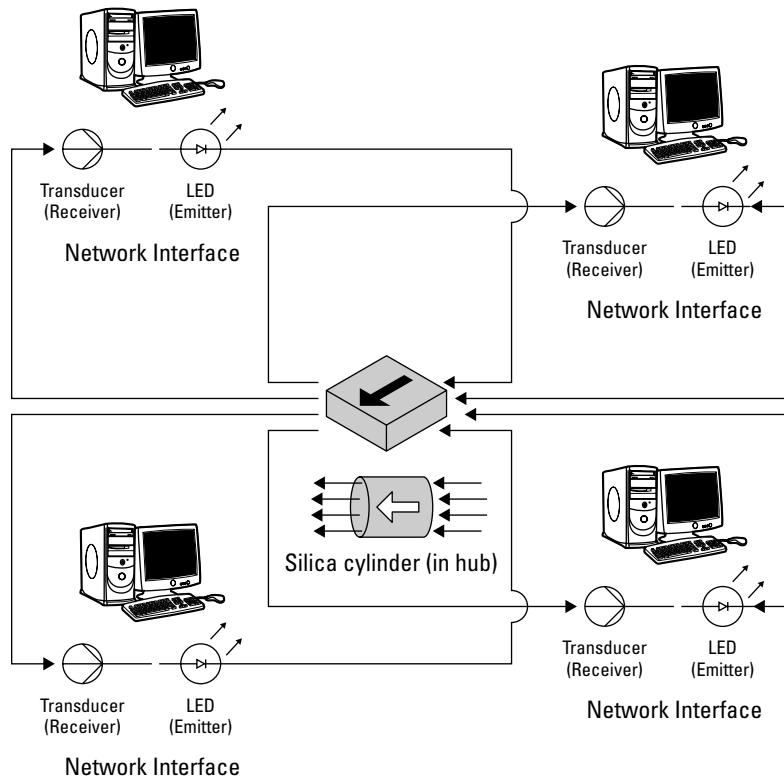 Transducer
(Receiver)
LED
(Emitter)
Network Interface
Transducer
(Receiver)
LED
(Emitter)
Network Interface
Silica cylinder (in hub)
Transducer
(Receiver)
LED
(Emitter)
Network Interface
Transducer
(Receiver)
LED
(Emitter)
Network Interface